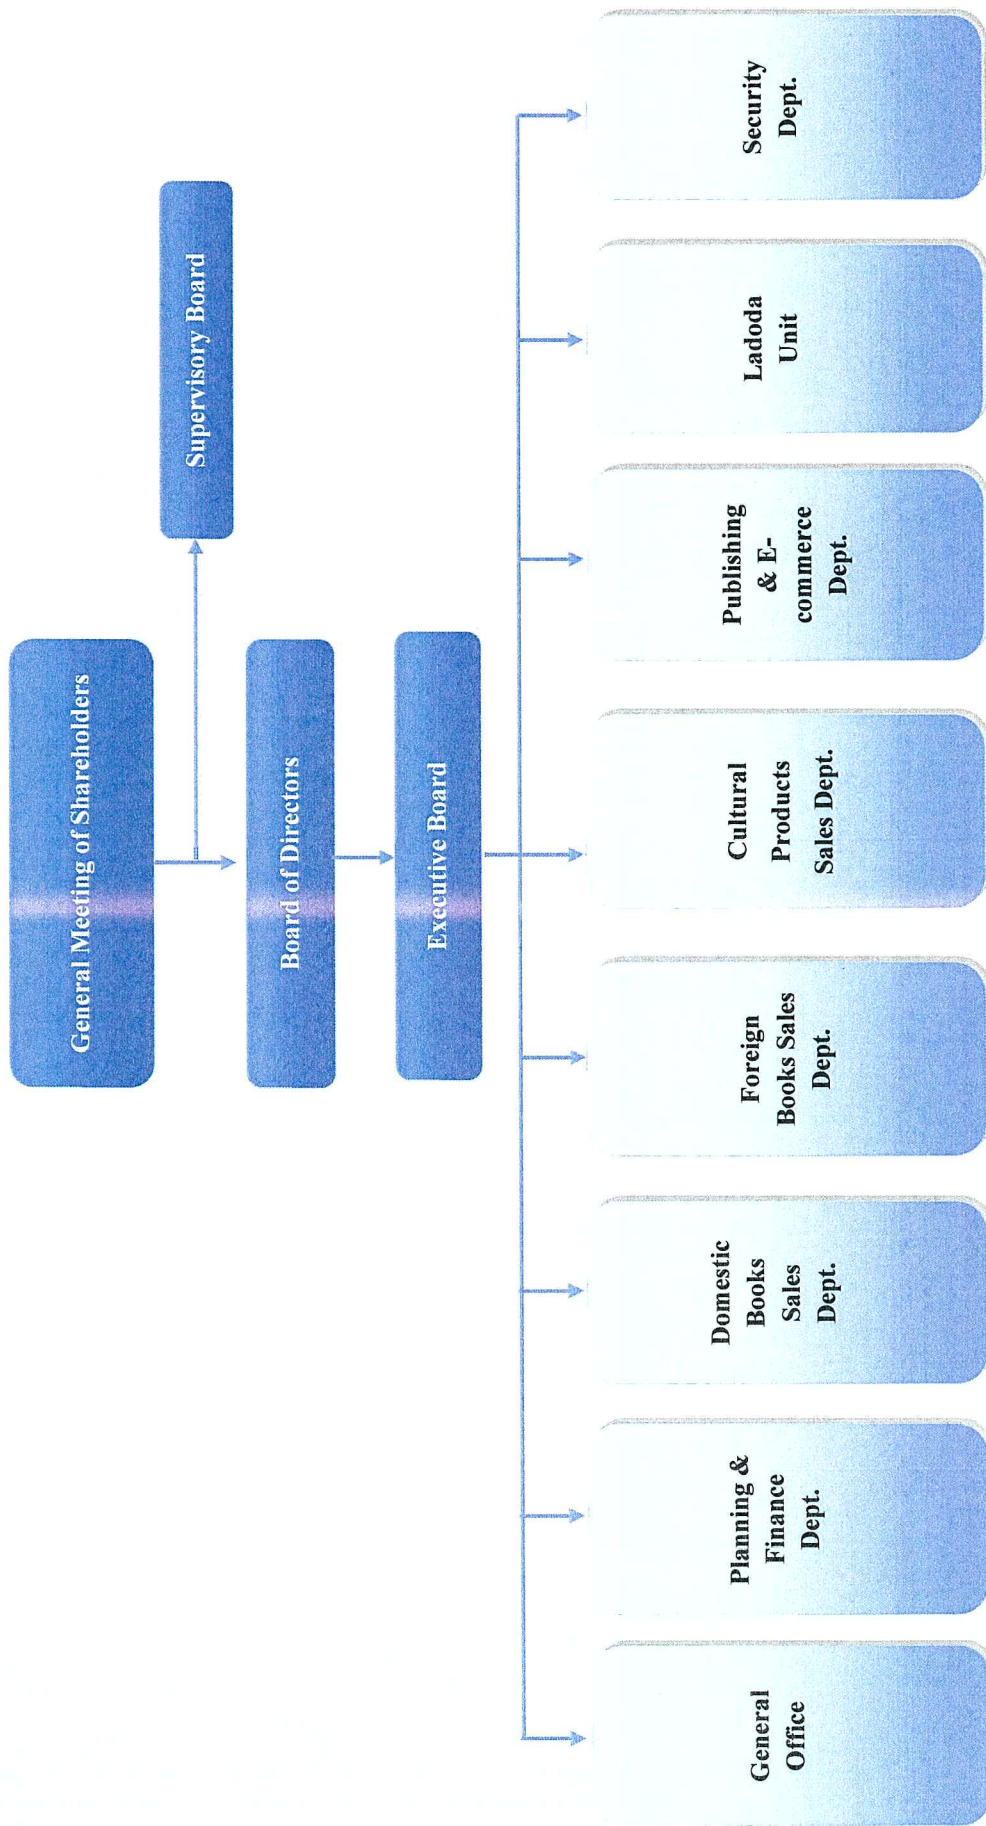 General Meeting of Shareholders
Supervisory Board
Board of Directors
Executive Board
General
Office
Planning &
Finance
Dept.
Domestic
Books
Sales
Dept.
Foreign
Books Sales
Dept.
Cultural
Products
Sales Dept.
Publishing
& E-
commerce
Dept.
Ladoda
Unit
Security
Dept.